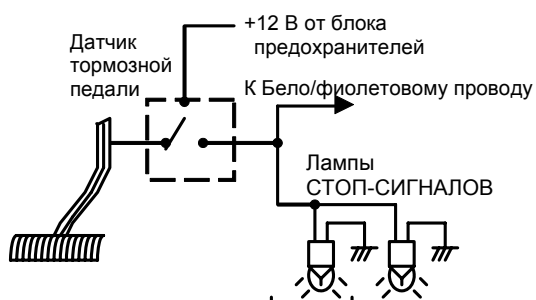 +12 В от блока
предохранителей
Датчик
тормозной
педали
К Бело/фиолетовому проводу
Лампы
СТОП-СИГНАЛОВ